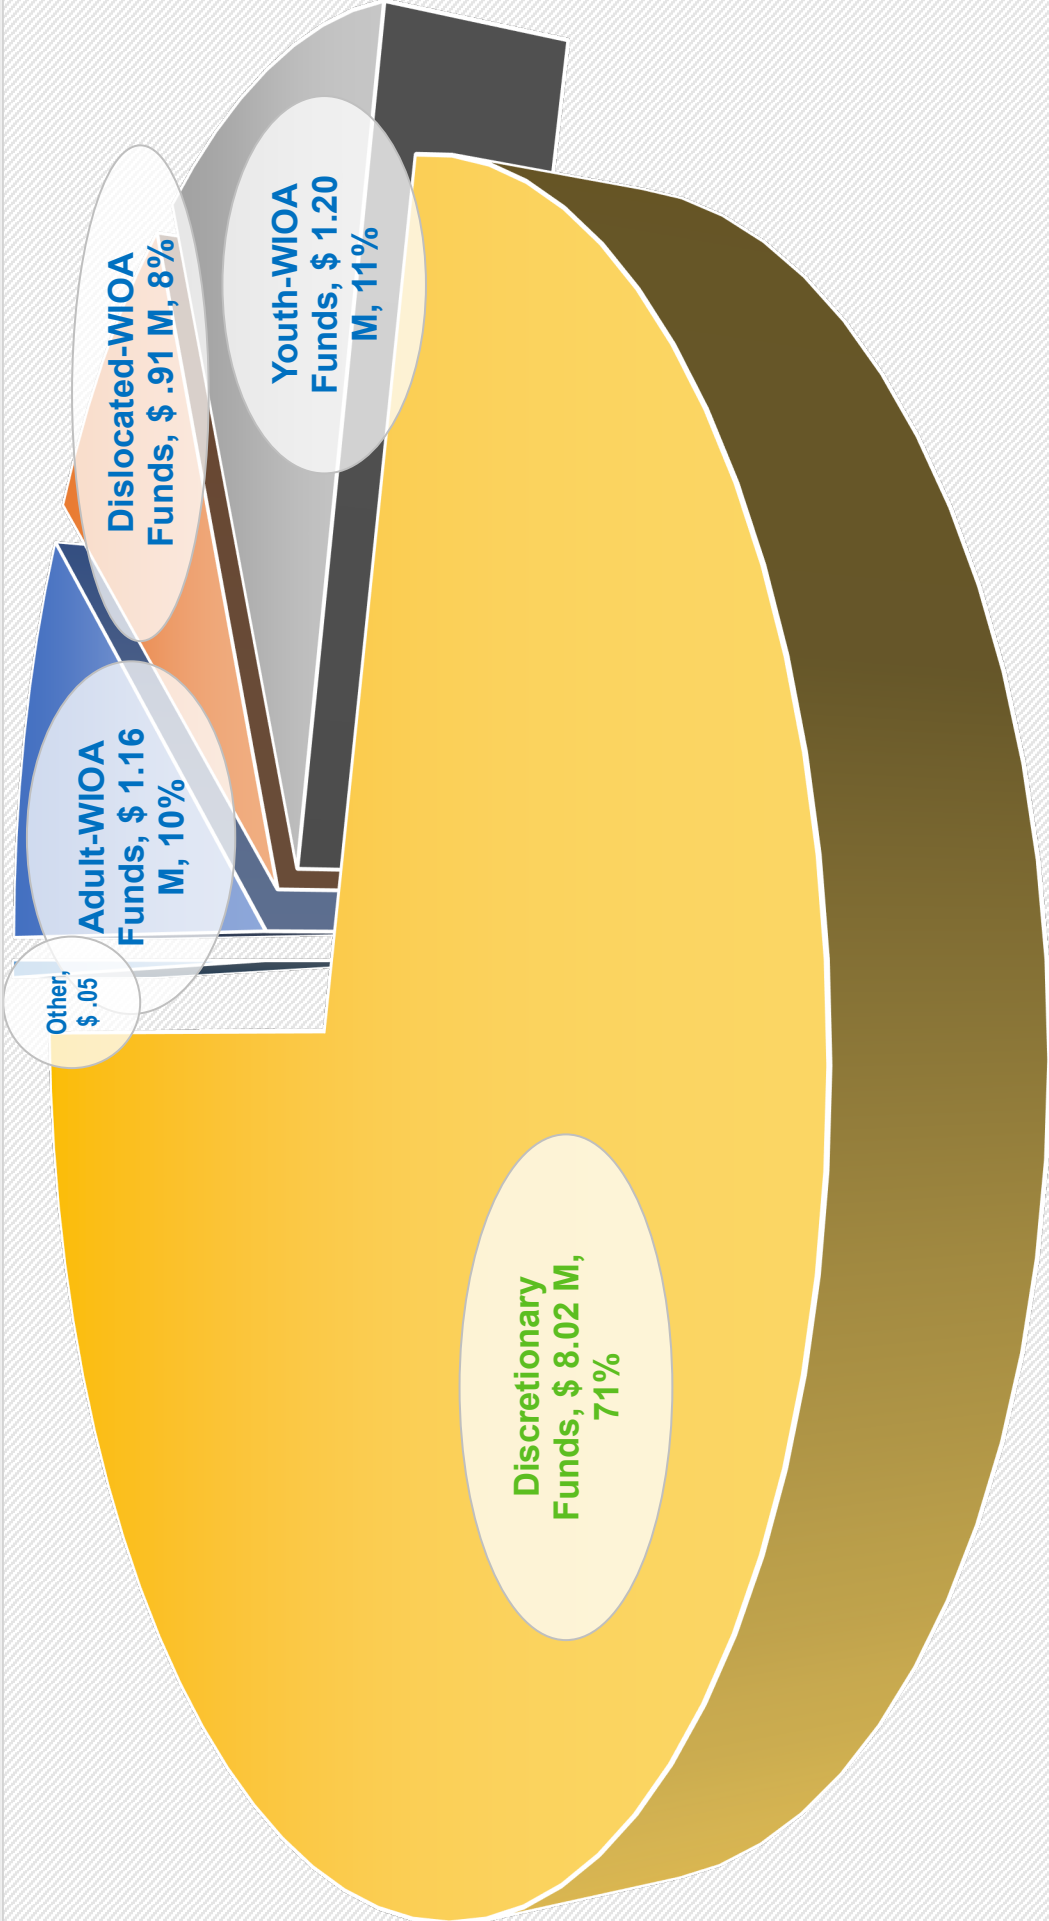 Other,
$ .05
Adult-WIOA
Funds, $ 1.16
M, 10%
Dislocated-WIOA
Funds, $ .91 M, 8%
Youth-WIOA
Funds, $ 1.20
M, 11%
Discretionary
Funds, $ 8.02 M,
71%